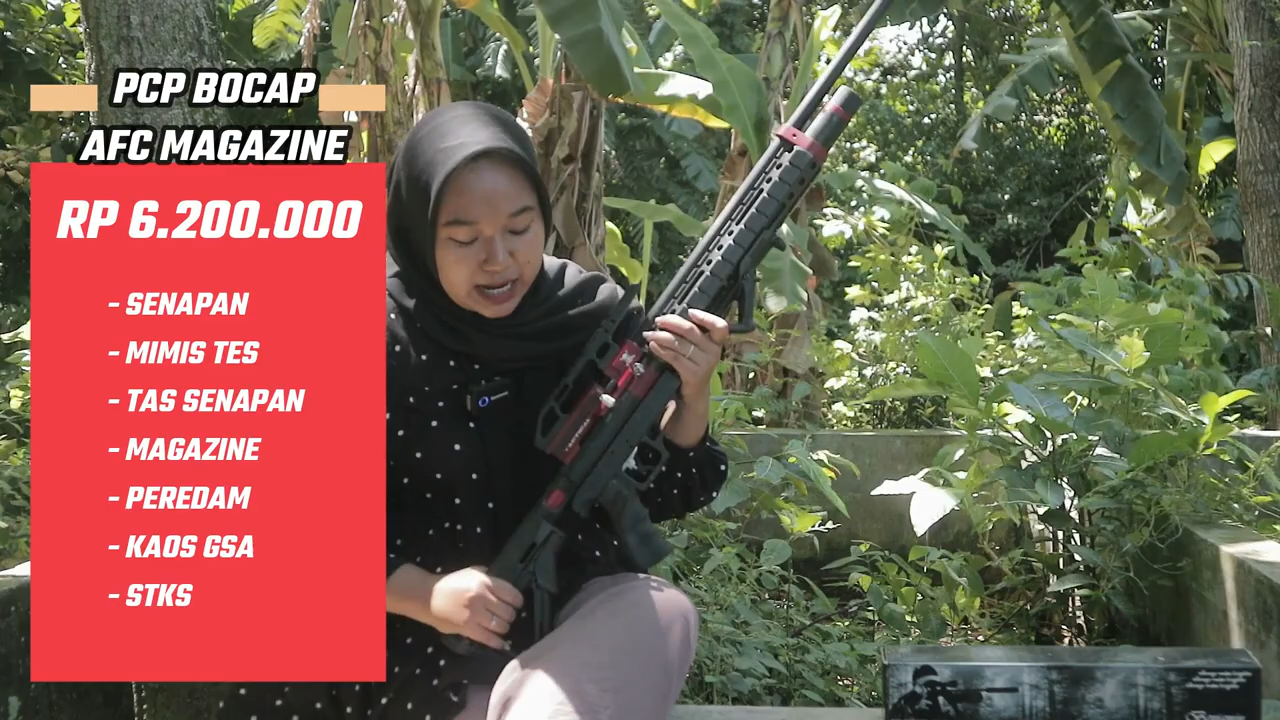 PCP BOCAP
AFC MAGAZINE
RP 6.200.000
- SENAPAN
- MIMIS TES
- TAS SENAPAN
- MAGAZINE
- PEREDAM
- KAOS GSA
- STKS